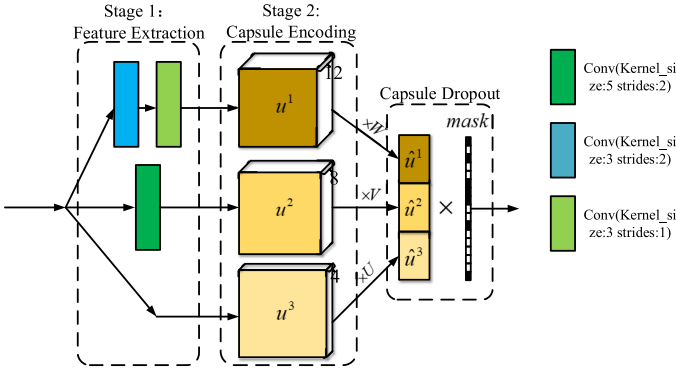 Stage 1:
Feature Extraction
Stage 2:
Capsule Encoding
12
u¹
×W
8
u²
×V
4
u³
×U
Capsule Dropout
mask
û¹
û²
×
û³
Conv(Kernel_si
ze:5 strides:2)
Conv(Kernel_si
ze:3 strides:2)
Conv(Kernel_si
ze:3 strides:1)